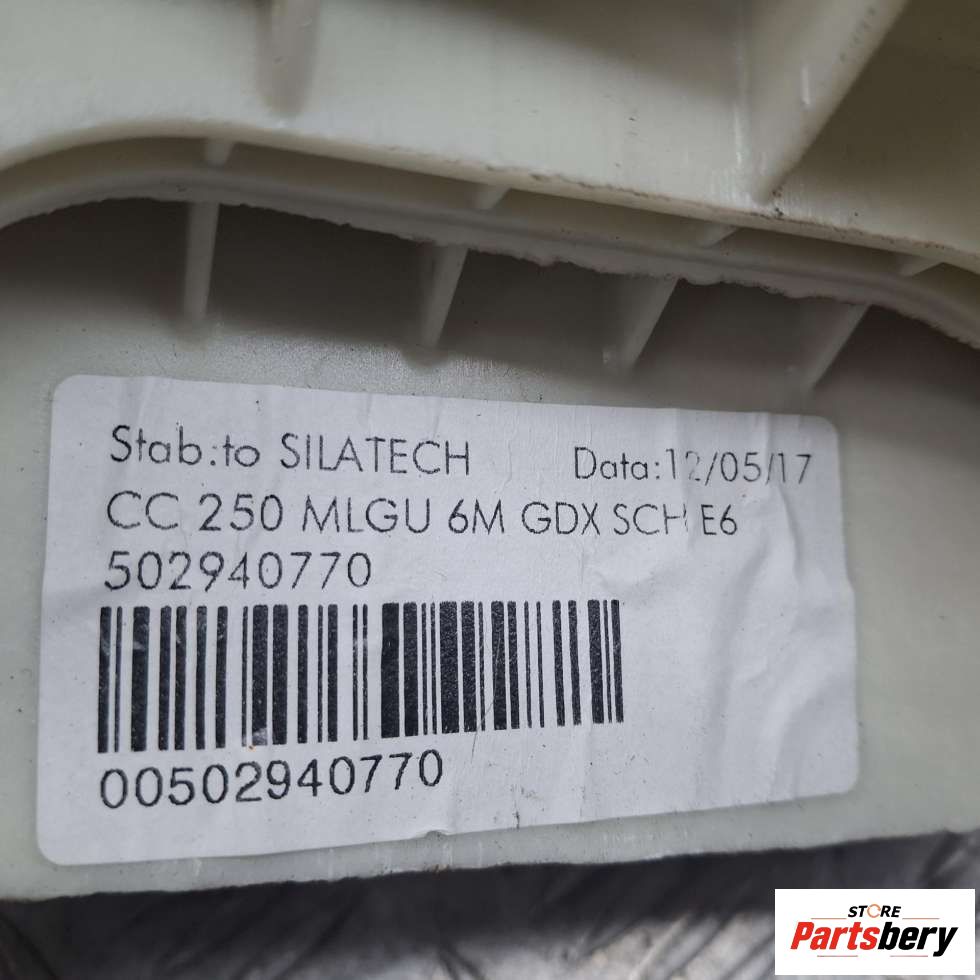 Stab:to SILATECH Data:12/05/17
CC 250 MLGU 6M GDX SCH E6
502940770
00502940770
STORE
Partsbery